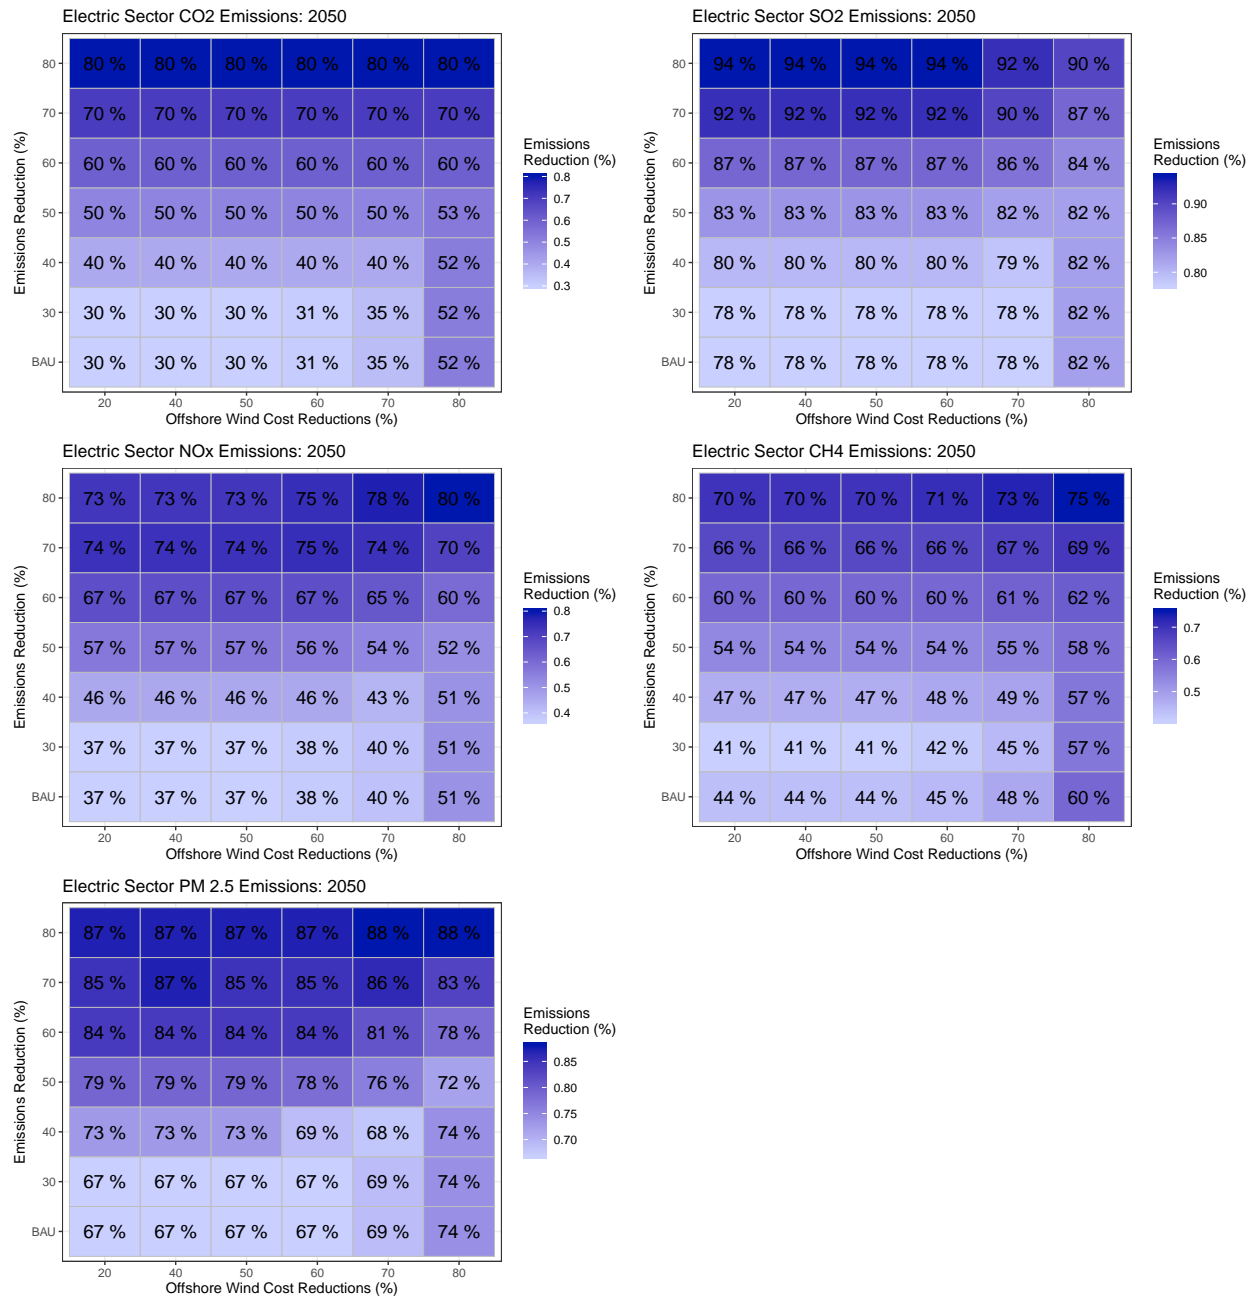 Electric Sector CO2 Emissions: 2050
Emissions Reduction (%)
80
80 % 80 % 80 % 80 % 80 % 80 %
70
70 % 70 % 70 % 70 % 70 % 70 %
60
60 % 60 % 60 % 60 % 60 % 60 %
50
50 % 50 % 50 % 50 % 50 % 53 %
40
40 % 40 % 40 % 40 % 40 % 52 %
30
30 % 30 % 30 % 31 % 35 % 52 %
BAU
30 % 30 % 30 % 31 % 35 % 52 %
20 40 50 60 70 80
Offshore Wind Cost Reductions (%)
Emissions
Reduction (%)
0.8
0.7
0.6
0.5
0.4
0.3
Electric Sector SO2 Emissions: 2050
Emissions Reduction (%)
80
94 % 94 % 94 % 94 % 92 % 90 %
70
92 % 92 % 92 % 92 % 90 % 87 %
60
87 % 87 % 87 % 87 % 86 % 84 %
50
83 % 83 % 83 % 83 % 82 % 82 %
40
80 % 80 % 80 % 80 % 79 % 82 %
30
78 % 78 % 78 % 78 % 78 % 82 %
BAU
78 % 78 % 78 % 78 % 78 % 82 %
20 40 50 60 70 80
Offshore Wind Cost Reductions (%)
Emissions
Reduction (%)
0.90
0.85
0.80
Electric Sector NOx Emissions: 2050
Emissions Reduction (%)
80
73 % 73 % 73 % 75 % 78 % 80 %
70
74 % 74 % 74 % 75 % 74 % 70 %
60
67 % 67 % 67 % 67 % 65 % 60 %
50
57 % 57 % 57 % 56 % 54 % 52 %
40
46 % 46 % 46 % 46 % 43 % 51 %
30
37 % 37 % 37 % 38 % 40 % 51 %
BAU
37 % 37 % 37 % 38 % 40 % 51 %
20 40 50 60 70 80
Offshore Wind Cost Reductions (%)
Emissions
Reduction (%)
0.8
0.7
0.6
0.5
0.4
Electric Sector CH4 Emissions: 2050
Emissions Reduction (%)
80
70 % 70 % 70 % 71 % 73 % 75 %
70
66 % 66 % 66 % 66 % 67 % 69 %
60
60 % 60 % 60 % 60 % 61 % 62 %
50
54 % 54 % 54 % 54 % 55 % 58 %
40
47 % 47 % 47 % 48 % 49 % 57 %
30
41 % 41 % 41 % 42 % 45 % 57 %
BAU
44 % 44 % 44 % 45 % 48 % 60 %
20 40 50 60 70 80
Offshore Wind Cost Reductions (%)
Emissions
Reduction (%)
0.7
0.6
0.5
Electric Sector PM 2.5 Emissions: 2050
Emissions Reduction (%)
80
87 % 87 % 87 % 87 % 88 % 88 %
70
85 % 87 % 85 % 85 % 86 % 83 %
60
84 % 84 % 84 % 84 % 81 % 78 %
50
79 % 79 % 79 % 78 % 76 % 72 %
40
73 % 73 % 73 % 69 % 68 % 74 %
30
67 % 67 % 67 % 67 % 69 % 74 %
BAU
67 % 67 % 67 % 67 % 69 % 74 %
20 40 50 60 70 80
Offshore Wind Cost Reductions (%)
Emissions
Reduction (%)
0.85
0.80
0.75
0.70